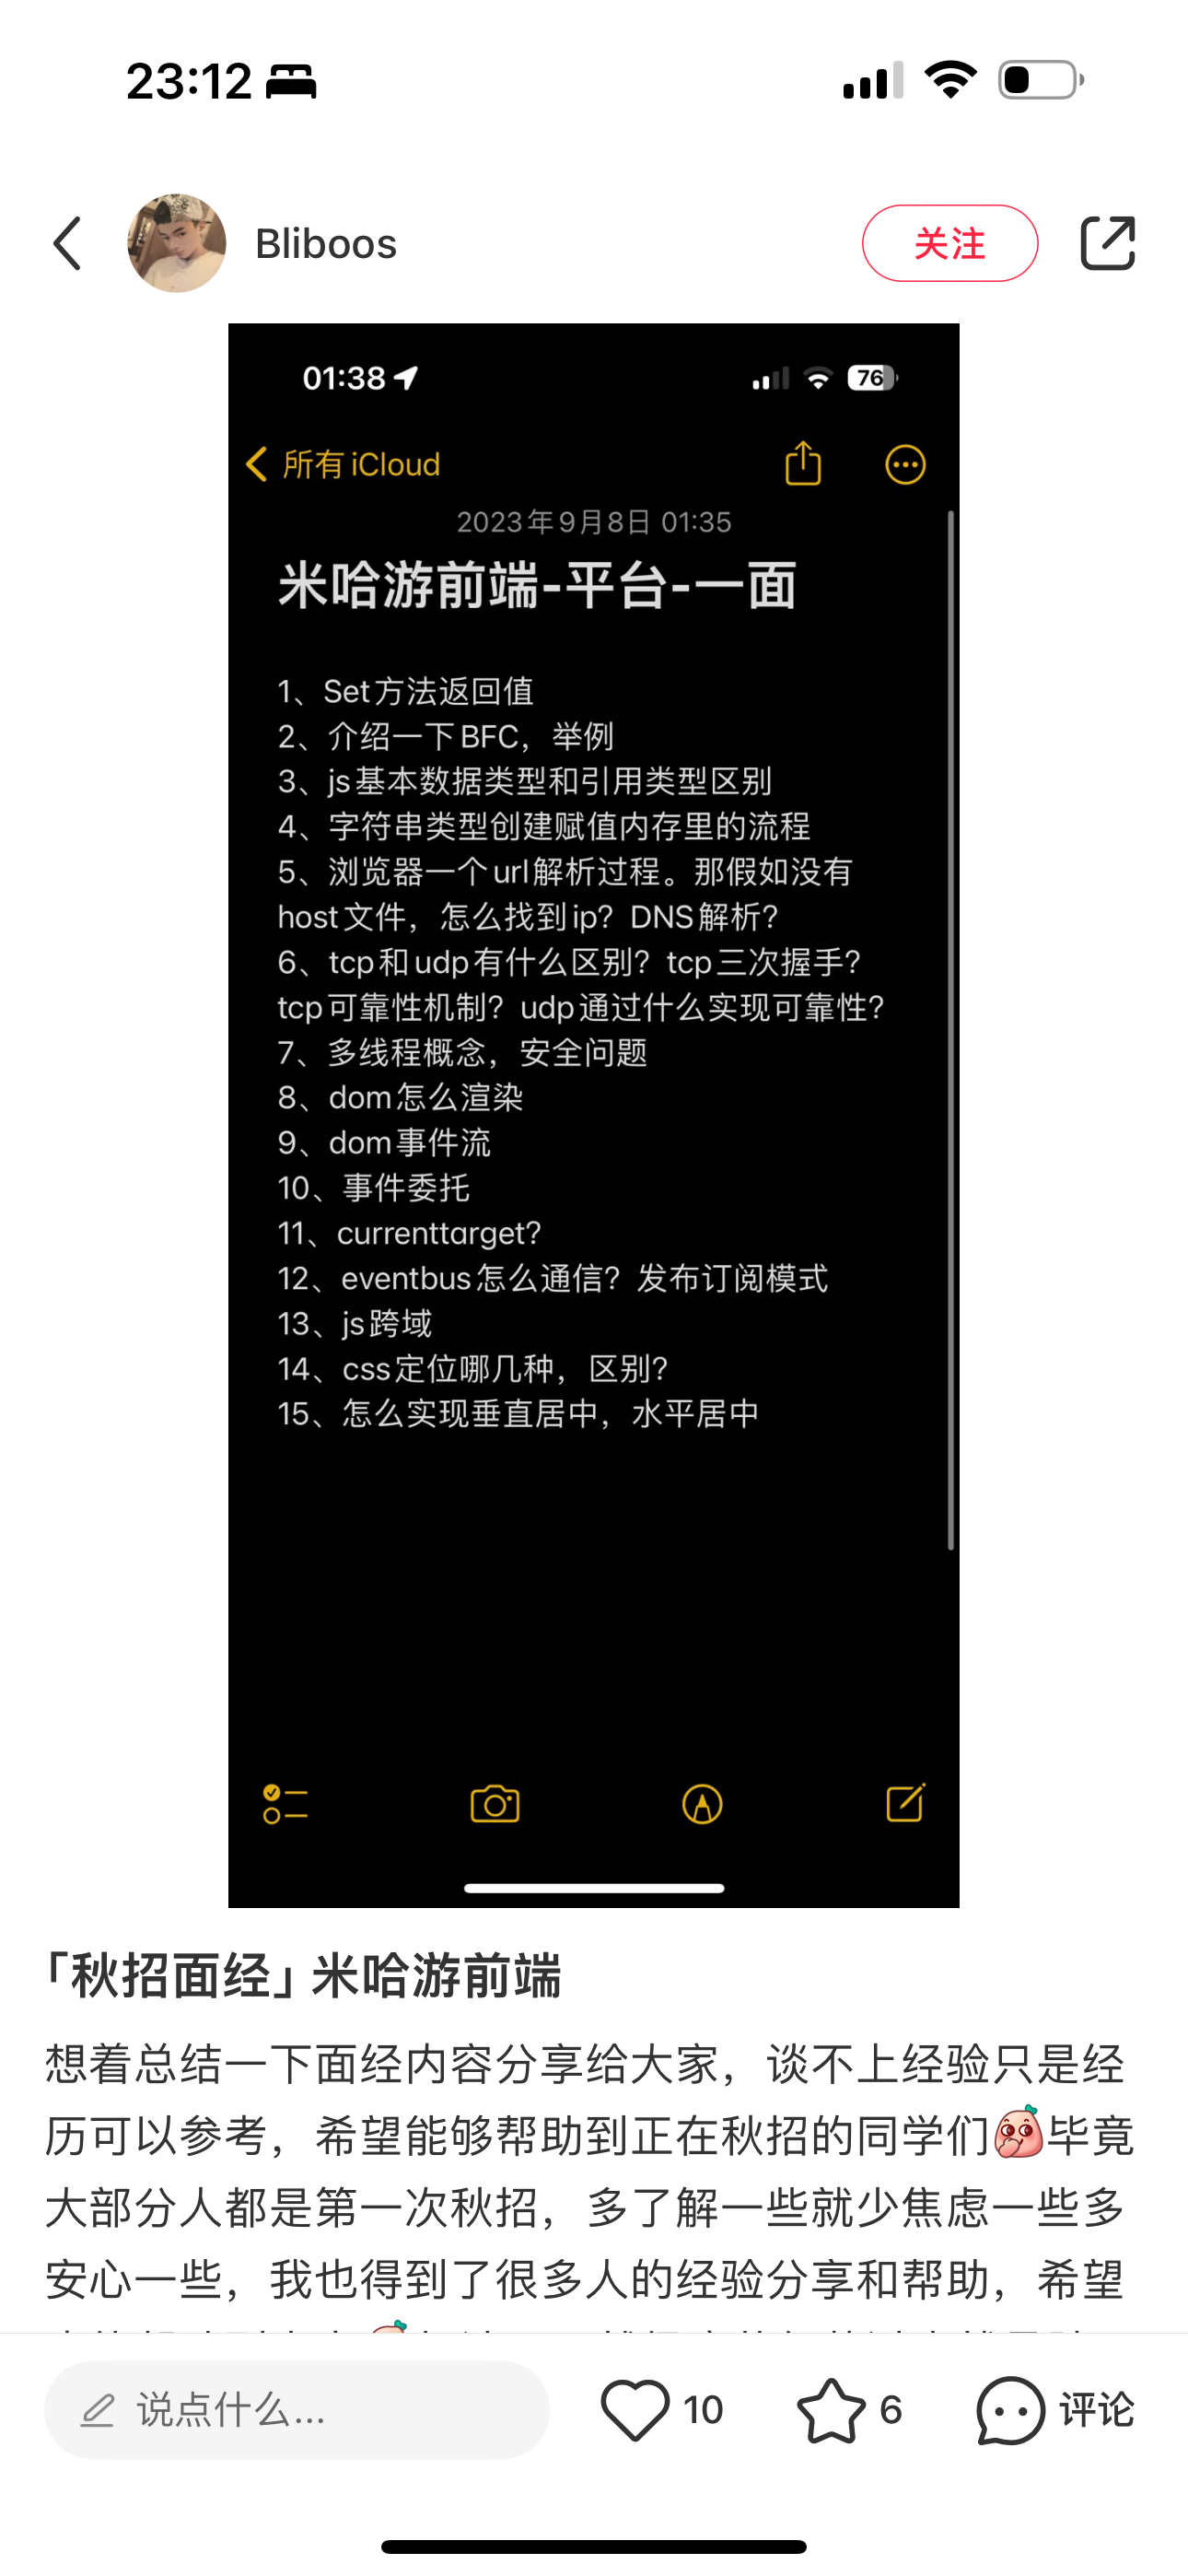 23:12
Bliboos
关注
01:38
76
所有 iCloud
2023年9月8日 01:35
米哈游前端-平台-一面
1、Set方法返回值
2、介绍一下BFC，举例
3、js基本数据类型和引用类型区别
4、字符串类型创建赋值内存里的流程
5、浏览器一个url解析过程。那假如没有
host文件，怎么找到ip？DNS解析？
6、tcp和udp有什么区别？tcp三次握手？
tcp可靠性机制？udp通过什么实现可靠性？
7、多线程概念，安全问题
8、dom怎么渲染
9、dom事件流
10、事件委托
11、currenttarget？
12、eventbus怎么通信？发布订阅模式
13、js跨域
14、css定位哪几种，区别？
15、怎么实现垂直居中，水平居中
「秋招面经」米哈游前端
想着总结一下面经内容分享给大家，谈不上经验只是经
历可以参考，希望能够帮助到正在秋招的同学们毕竟
大部分人都是第一次秋招，多了解一些就少焦虑一些多
安心一些，我也得到了很多人的经验分享和帮助，希望
说点什么...
10
6
评论